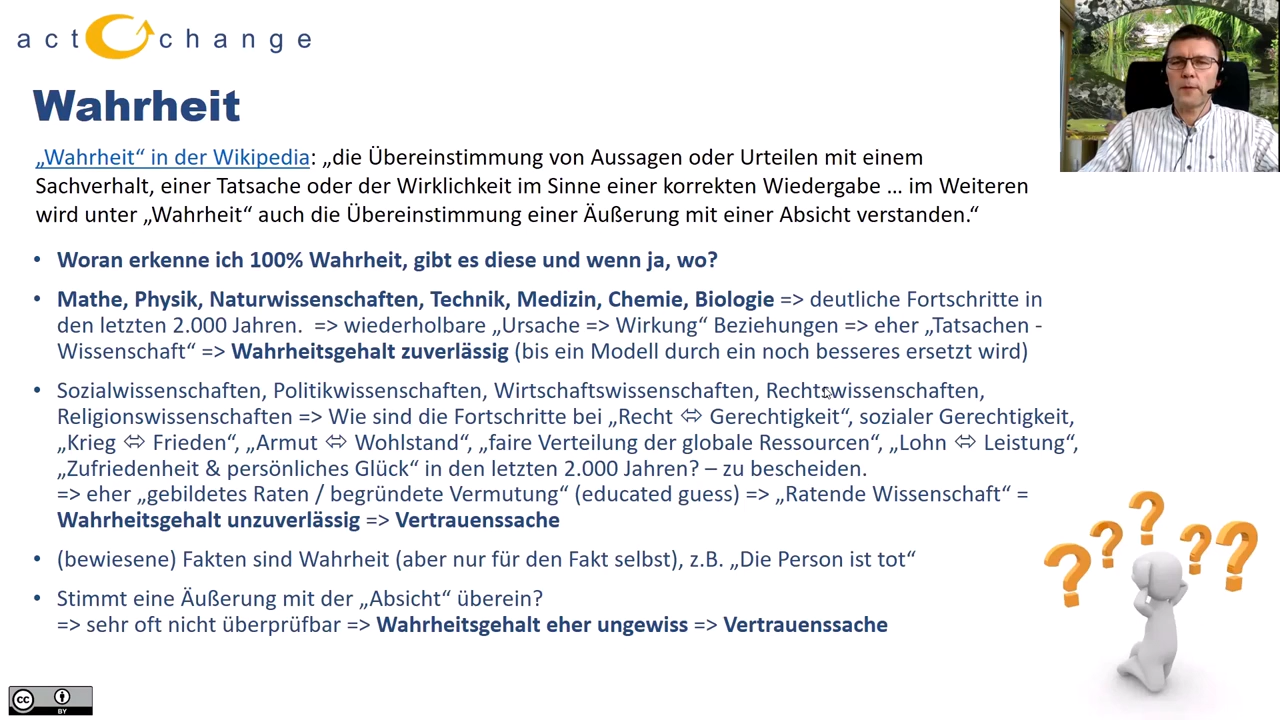 act change
Wahrheit
„Wahrheit“ in der Wikipedia: „die Übereinstimmung von Aussagen oder Urteilen mit einem
Sachverhalt, einer Tatsache oder der Wirklichkeit im Sinne einer korrekten Wiedergabe … im Weiteren
wird unter „Wahrheit“ auch die Übereinstimmung einer Äußerung mit einer Absicht verstanden.“
• Woran erkenne ich 100% Wahrheit, gibt es diese und wenn ja, wo?
• Mathe, Physik, Naturwissenschaften, Technik, Medizin, Chemie, Biologie => deutliche Fortschritte in
den letzten 2.000 Jahren. => wiederholbare „Ursache => Wirkung“ Beziehungen => eher „Tatsachen -
Wissenschaft“ => Wahrheitsgehalt zuverlässig (bis ein Modell durch ein noch besseres ersetzt wird)
• Sozialwissenschaften, Politikwissenschaften, Wirtschaftswissenschaften, Rechtswissenschaften,
Religionswissenschaften => Wie sind die Fortschritte bei „Recht ⇔ Gerechtigkeit“, sozialer Gerechtigkeit,
„Krieg ⇔ Frieden“, „Armut ⇔ Wohlstand“, „faire Verteilung der globale Ressourcen“, „Lohn ⇔ Leistung“,
„Zufriedenheit & persönliches Glück“ in den letzten 2.000 Jahren? – zu bescheiden.
=> eher „gebildetes Raten / begründete Vermutung“ (educated guess) => „Ratende Wissenschaft“ =
Wahrheitsgehalt unzuverlässig => Vertrauenssache
• (bewiesene) Fakten sind Wahrheit (aber nur für den Fakt selbst), z.B. „Die Person ist tot“
• Stimmt eine Äußerung mit der „Absicht“ überein?
=> sehr oft nicht überprüfbar => Wahrheitsgehalt eher ungewiss => Vertrauenssache
? ? ? ? ?
cc BY